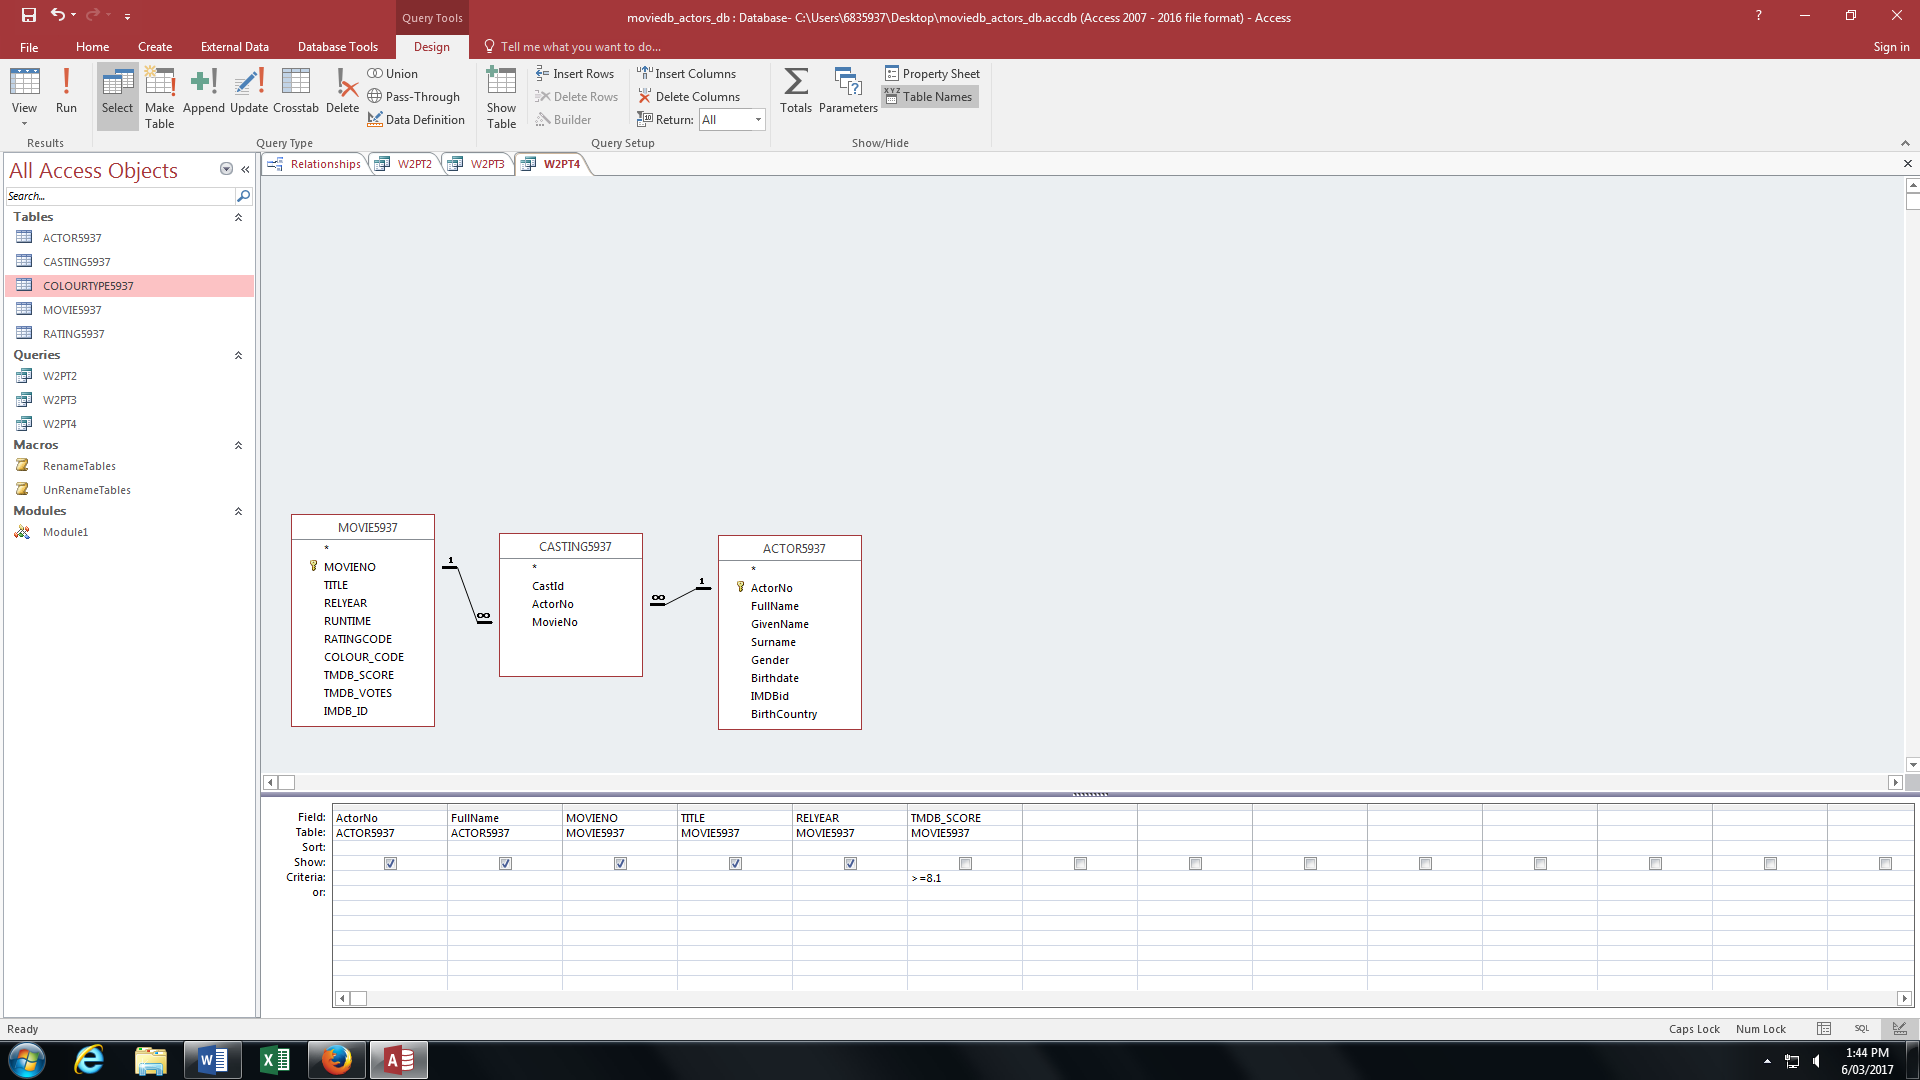 Query Tools
moviedb_actors_db : Database- C:\Users\6835937\Desktop\moviedb_actors_db.accdb (Access 2007 - 2016 file format) - Access
?
File Home Create External Data Database Tools Design Tell me what you want to do... Sign in
View
Run
Select
Make Table
Append
Update
Crosstab
Delete
Union
Pass-Through
Data Definition
Show Table
Insert Rows
Delete Rows
Builder
Insert Columns
Delete Columns
Return: All
Totals
Parameters
Property Sheet
Table Names
Results
Query Type
Query Setup
Show/Hide
All Access Objects
Search...
Tables
ACTOR5937
CASTING5937
COLOURTYPE5937
MOVIE5937
RATING5937
Queries
W2PT2
W2PT3
W2PT4
Macros
RenameTables
UnRenameTables
Modules
Module1
Relationships W2PT2 W2PT3 W2PT4
MOVIE5937
*
MOVIENO
TITLE
RELYEAR
RUNTIME
RATINGCODE
COLOUR_CODE
TMDB_SCORE
TMDB_VOTES
IMDB_ID
1
∞
CASTING5937
*
CastId
ActorNo
MovieNo
∞
1
ACTOR5937
*
ActorNo
FullName
GivenName
Surname
Gender
Birthdate
IMDBid
BirthCountry
Field: ActorNo FullName MOVIENO TITLE RELYEAR TMDB_SCORE
Table: ACTOR5937 ACTOR5937 MOVIE5937 MOVIE5937 MOVIE5937 MOVIE5937
Sort:
Show:
Criteria: >=8.1
or:
Ready
Caps Lock Num Lock SQL
1:44 PM
6/03/2017